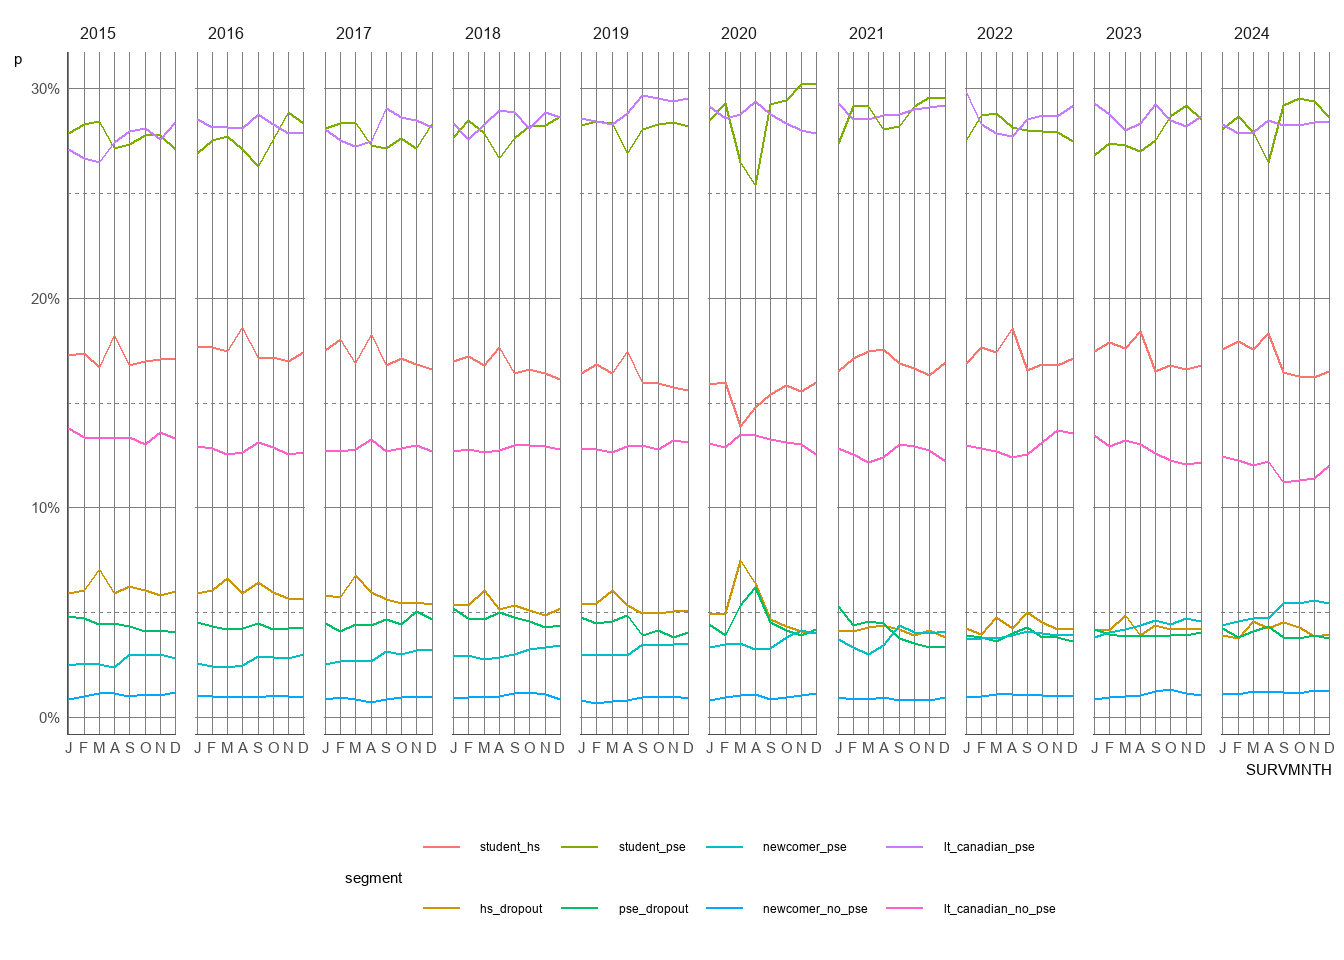 2015 2016 2017 2018 2019 2020 2021 2022 2023 2024
p
30%
20%
10%
0%
J F M A S O N D J F M A S O N D J F M A S O N D J F M A S O N D J F M A S O N D J F M A S O N D J F M A S O N D J F M A S O N D J F M A S O N D J F M A S O N D
SURVMNTH
student_hs student_pse newcomer_pse lt_canadian_pse
segment
hs_dropout pse_dropout newcomer_no_pse lt_canadian_no_pse